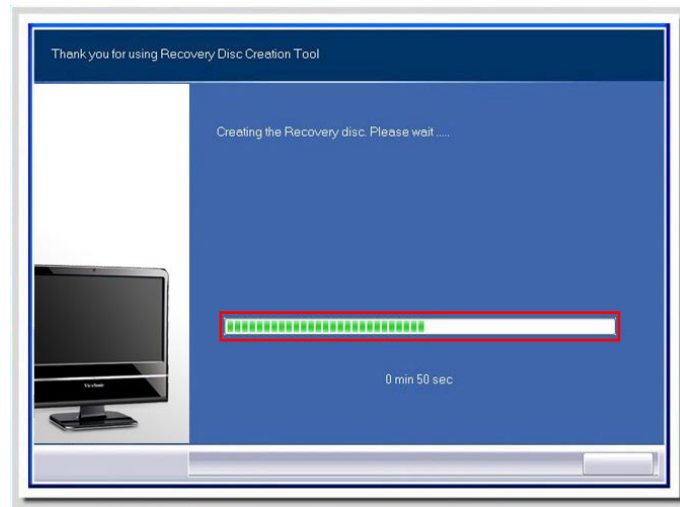 Thank you for using Recovery Disc Creation Tool
Creating the Recovery disc. Please wait .....
0 min 50 sec